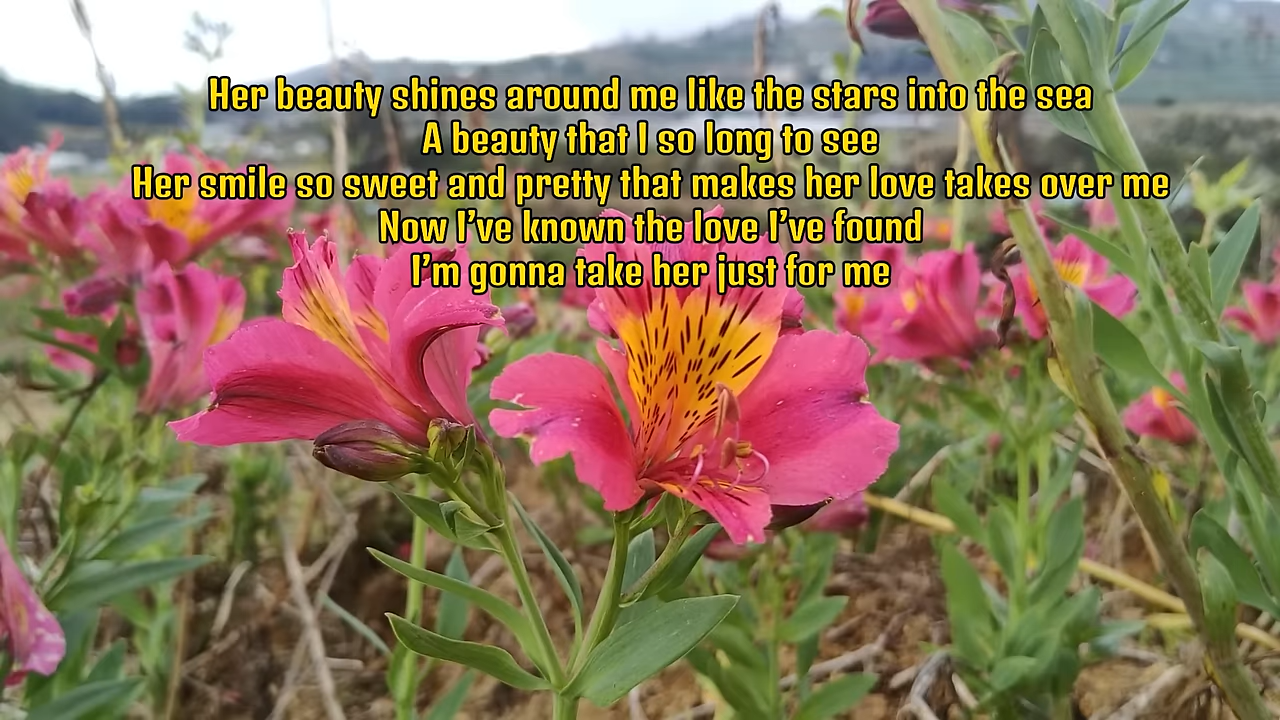 Her beauty shines around me like the stars into the sea
A beauty that I so long to see
Her smile so sweet and pretty that makes her love takes over me
Now I've known the love I've found
I'm gonna take her just for me